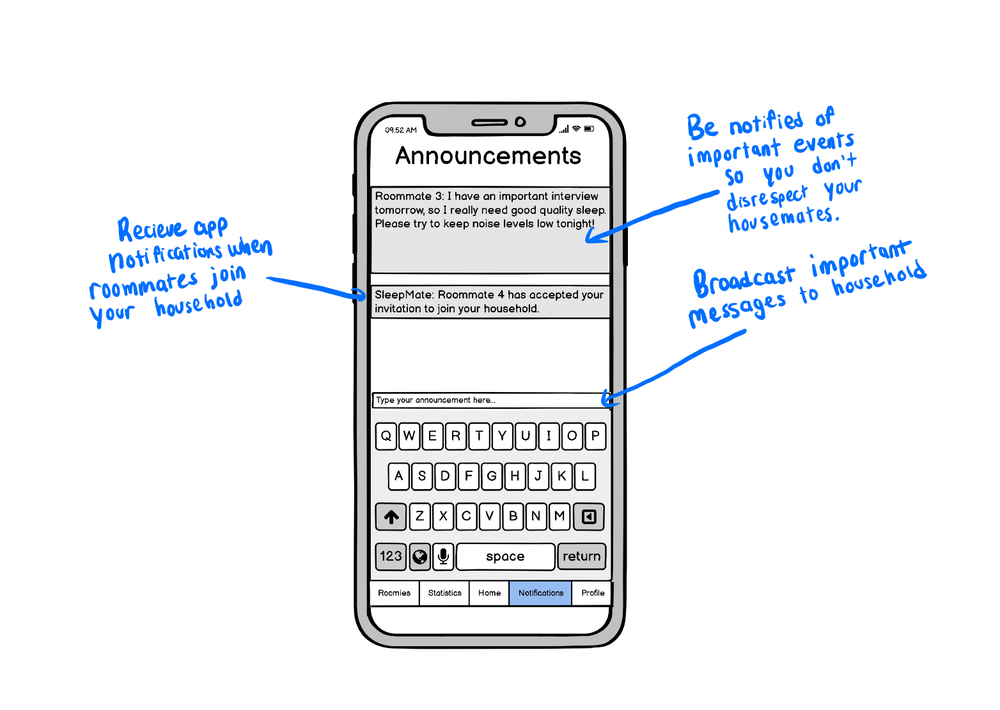 09:52 AM
Announcements
Roommate 3: I have an important interview
tomorrow, so I really need good quality sleep.
Please try to keep noise levels low tonight!
SleepMate: Roommate 4 has accepted your
invitation to join your household.
Type your announcement here...
Q W E R T Y U I O P
A S D F G H J K L
Z X C V B N M
123 space return
Roomies Statistics Home Notifications Profile
Recieve app
notifications when
roommates join
your household
Be notified of
important events
so you don't
disrespect your
housemates.
Broadcast important
messages to household